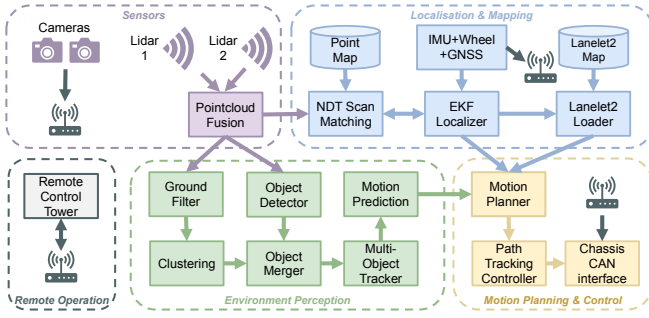 Sensors
Cameras
Lidar
1
Lidar
2
Pointcloud
Fusion
Localisation & Mapping
Point
Map
IMU+Wheel
+GNSS
Lanelet2
Map
NDT Scan
Matching
EKF
Localizer
Lanelet2
Loader
Remote
Control
Tower
Remote Operation
Ground
Filter
Object
Detector
Motion
Prediction
Clustering
Object
Merger
Multi-
Object
Tracker
Environment Perception
Motion
Planner
Path
Tracking
Controller
Chassis
CAN
interface
Motion Planning & Control